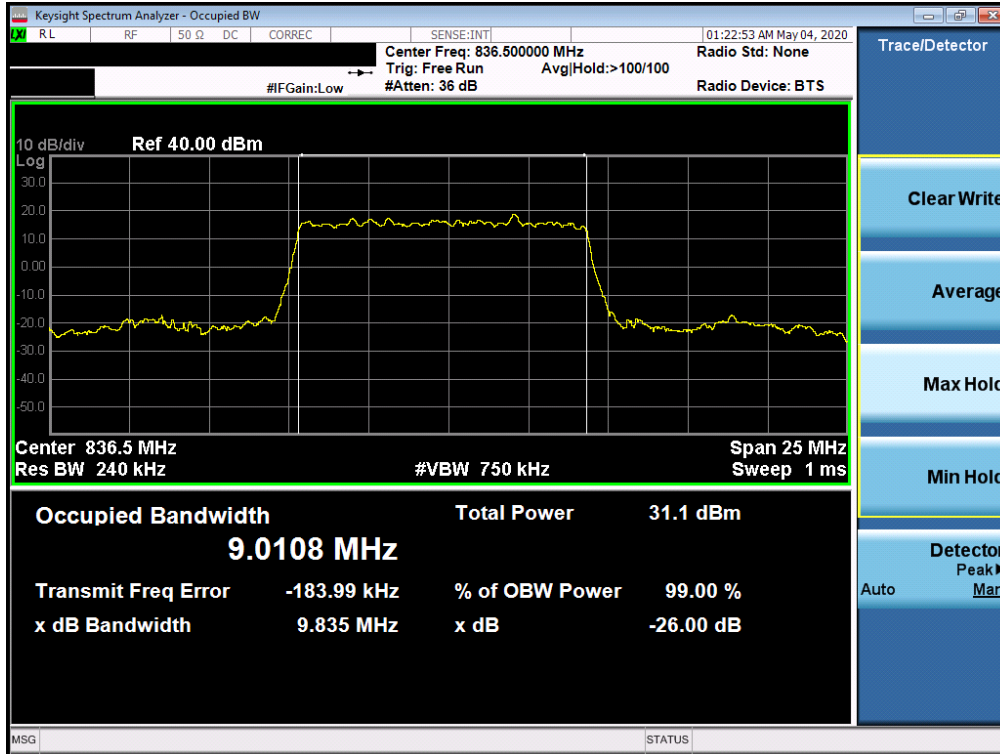 Keysight Spectrum Analyzer - Occupied BW
LXI RL RF 50 Ω DC CORREC SENSE:INT 01:22:53 AM May 04, 2020
Center Freq: 836.500000 MHz Radio Std: None
Trig: Free Run Avg|Hold:>100/100
#IFGain:Low #Atten: 36 dB Radio Device: BTS
Trace/Detector
10 dB/div Ref 40.00 dBm
Log
30.0
20.0
10.0
0.00
-10.0
-20.0
-30.0
-40.0
-50.0
Center 836.5 MHz Span 25 MHz
Res BW 240 kHz #VBW 750 kHz Sweep 1 ms
Occupied Bandwidth Total Power 31.1 dBm
9.0108 MHz
Transmit Freq Error -183.99 kHz % of OBW Power 99.00 %
x dB Bandwidth 9.835 MHz x dB -26.00 dB
Clear Write
Average
Max Hold
Min Hold
Detector
Peak
Auto Man
MSG STATUS